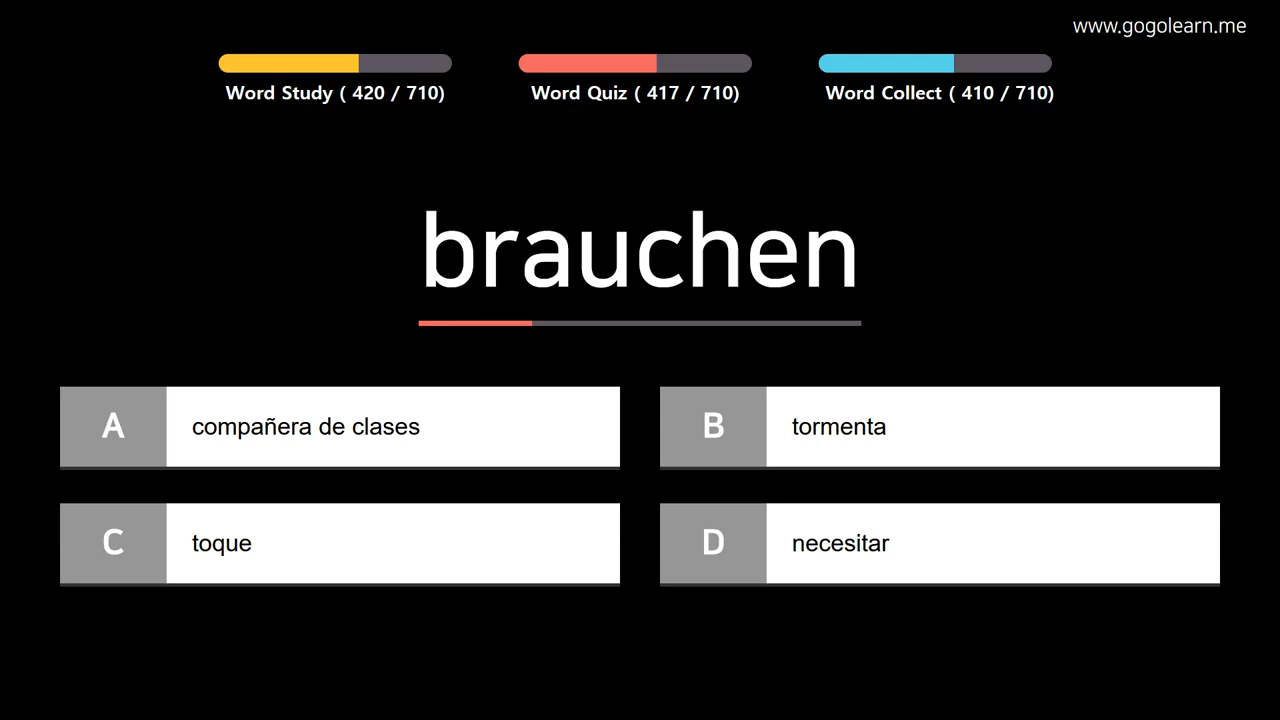 www.gogolearn.me
Word Study ( 420 / 710)
Word Quiz ( 417 / 710)
Word Collect ( 410 / 710)
brauchen
A compañera de clases
B tormenta
C toque
D necesitar